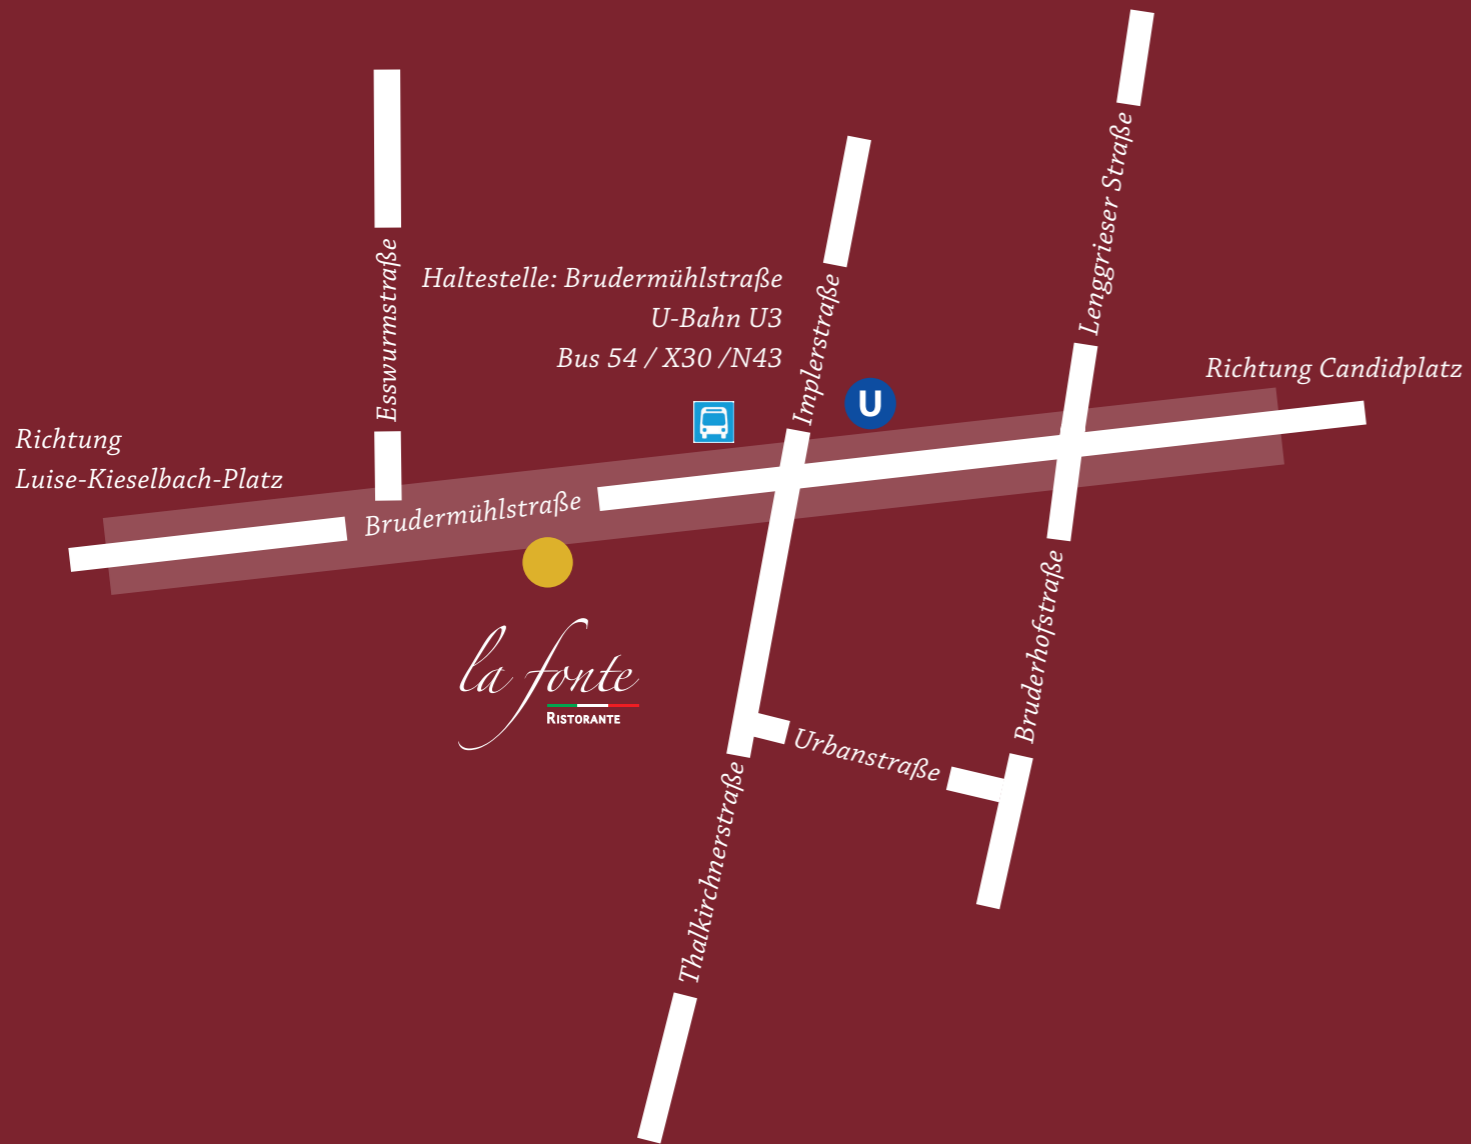 Lenggrieser Straße
Esswurmstraße
Haltestelle: Brudermühlstraße
U-Bahn U3
Bus 54 / X30 /N43
Implerstraße
U
Richtung Candidplatz
Richtung
Luise-Kieselbach-Platz
Brudermühlstraße
la fonte
RISTORANTE
Bruderhofstraße
Urbanstraße
Thalkirchnerstraße